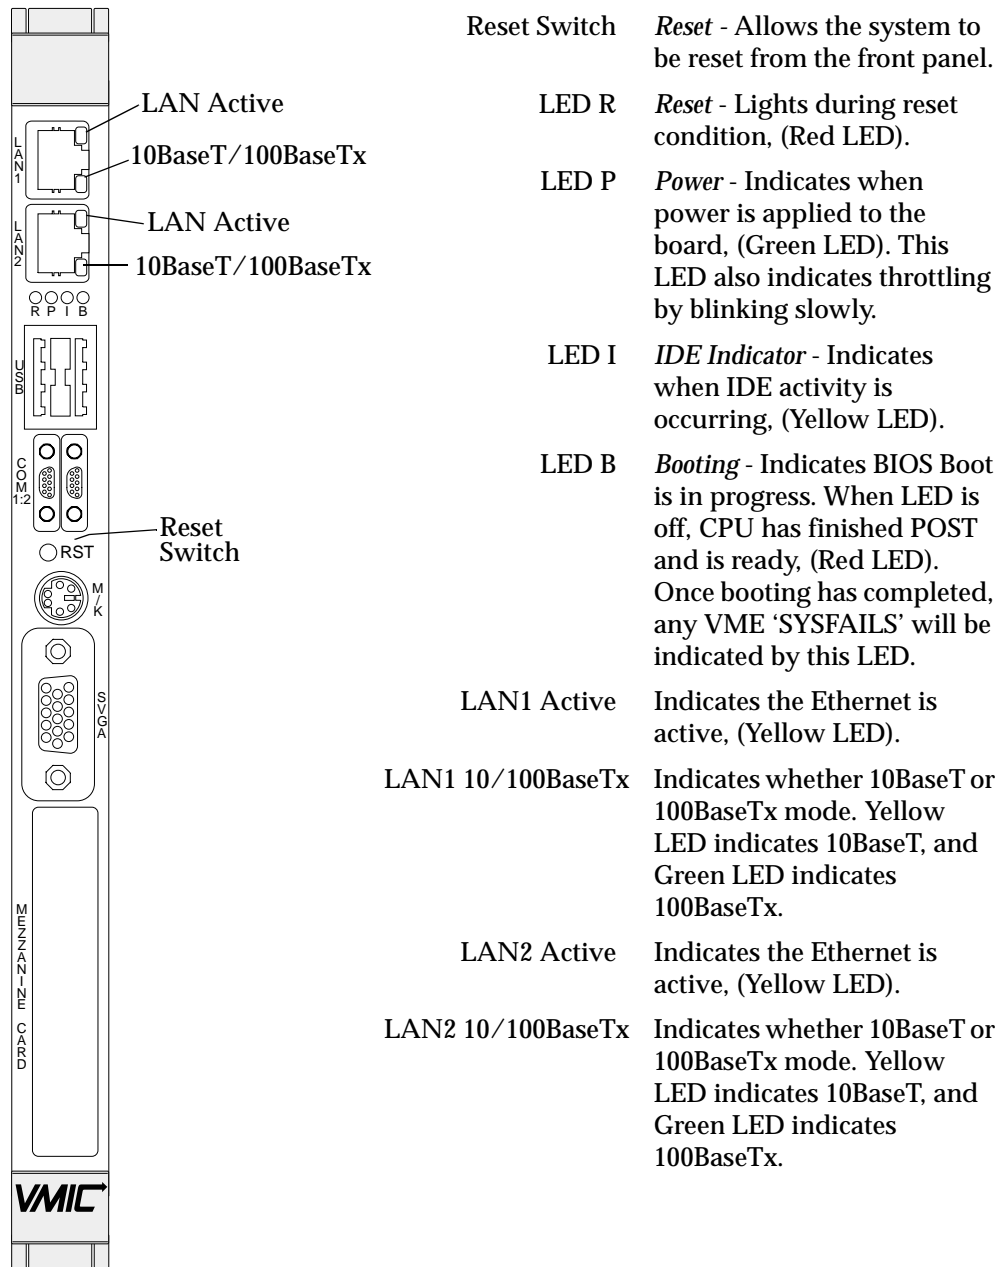 LAN1
LAN Active
10BaseT/100BaseTx
LAN2
LAN Active
10BaseT/100BaseTx
R P I B
USB
COM 1:2
RST
Reset
Switch
M/K
SVGA
MEZZANINE CARD
VMIC
Reset Switch Reset - Allows the system to
be reset from the front panel.
LED R Reset - Lights during reset
condition, (Red LED).
LED P Power - Indicates when
power is applied to the
board, (Green LED). This
LED also indicates throttling
by blinking slowly.
LED I IDE Indicator - Indicates
when IDE activity is
occurring, (Yellow LED).
LED B Booting - Indicates BIOS Boot
is in progress. When LED is
off, CPU has finished POST
and is ready, (Red LED).
Once booting has completed,
any VME ‘SYSFAILS’ will be
indicated by this LED.
LAN1 Active Indicates the Ethernet is
active, (Yellow LED).
LAN1 10/100BaseTx Indicates whether 10BaseT or
100BaseTx mode. Yellow
LED indicates 10BaseT, and
Green LED indicates
100BaseTx.
LAN2 Active Indicates the Ethernet is
active, (Yellow LED).
LAN2 10/100BaseTx Indicates whether 10BaseT or
100BaseTx mode. Yellow
LED indicates 10BaseT, and
Green LED indicates
100BaseTx.